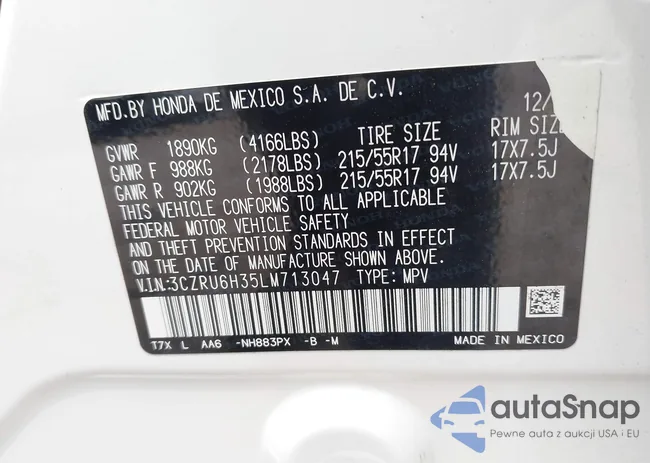 MFD.BY HONDA DE MEXICO S.A. DE C.V.
12/
GVWR 1890KG (4166LBS) TIRE SIZE RIM SIZE
GAWR F 988KG (2178LBS) 215/55R17 94V 17X7.5J
GAWR R 902KG (1988LBS) 215/55R17 94V 17X7.5J
THIS VEHICLE CONFORMS TO ALL APPLICABLE
FEDERAL MOTOR VEHICLE SAFETY
AND THEFT PREVENTION STANDARDS IN EFFECT
ON THE DATE OF MANUFACTURE SHOWN ABOVE.
V.I.N:3CZRU6H35LM713047 TYPE: MPV
T7X L AA6 -NH883PX -B -M MADE IN MEXICO
autaSnap
Pewne auta z aukcji USA i EU